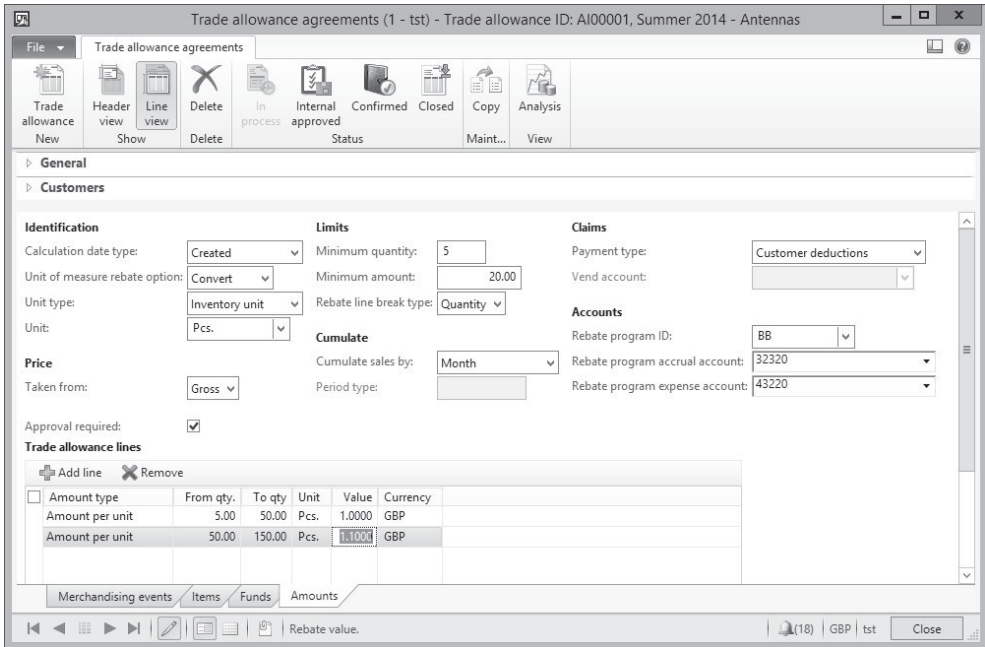 Trade allowance agreements (1 - tst) - Trade allowance ID: AI00001, Summer 2014 - Antennas
File
Trade allowance agreements
Trade allowance
Header view
Line view
Delete
In process
Internal approved
Confirmed
Closed
Copy
Analysis
New
Show
Delete
Status
Maint...
View
General
Customers
Identification
Calculation date type: Created
Unit of measure rebate option: Convert
Unit type: Inventory unit
Unit: Pcs.
Price
Taken from: Gross
Approval required:
Limits
Minimum quantity: 5
Minimum amount: 20.00
Rebate line break type: Quantity
Cumulate
Cumulate sales by: Month
Period type:
Claims
Payment type: Customer deductions
Vend account:
Accounts
Rebate program ID: BB
Rebate program accrual account: 32320
Rebate program expense account: 43220
Trade allowance lines
Add line Remove
Amount type From qty. To qty Unit Value Currency
Amount per unit 5.00 50.00 Pcs. 1.0000 GBP
Amount per unit 50.00 150.00 Pcs. 1.1000 GBP
Merchandising events Items Funds Amounts
Rebate value. (18) GBP tst Close